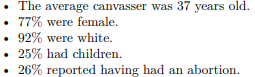 • The average canvasser was 37 years old.
• 77% were female.
• 92% were white.
• 25% had children.
• 26% reported having had an abortion.